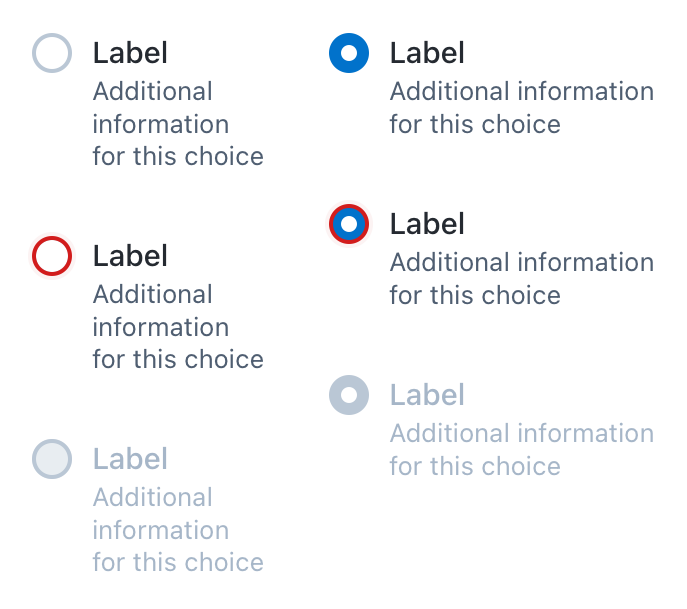 Label
Additional
information
for this choice
Label
Additional
information
for this choice
Label
Additional
information
for this choice
Label
Additional information
for this choice
Label
Additional information
for this choice
Label
Additional information
for this choice